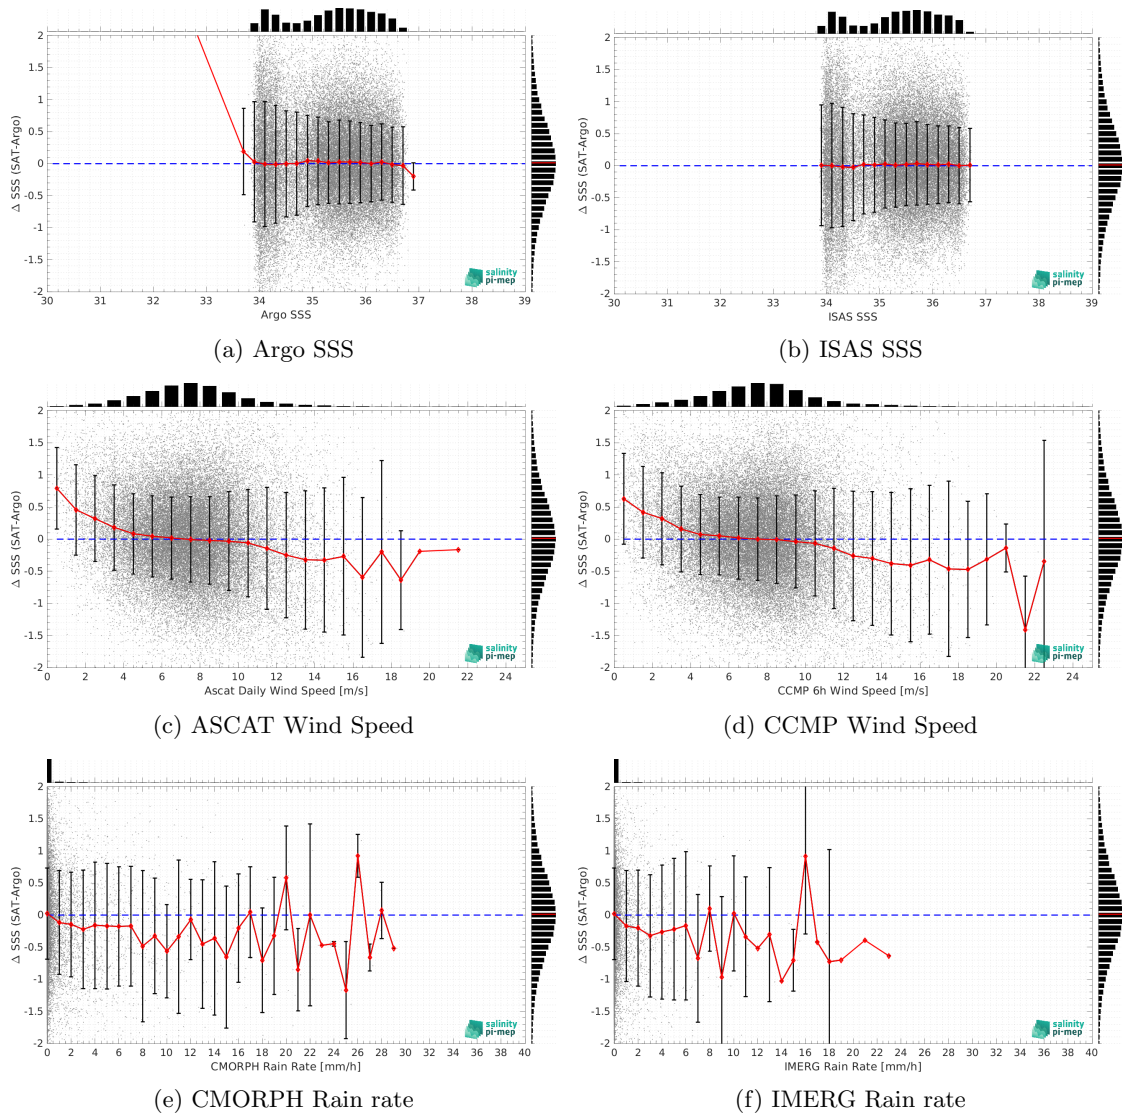 2
1.5
1
0.5
0
-0.5
-1
-1.5
-2
Δ SSS (SAT-Argo)
30 31 32 33 34 35 36 37 38 39
Argo SSS
salinity
pi-mep
(a) Argo SSS
2
1.5
1
0.5
0
-0.5
-1
-1.5
-2
Δ SSS (SAT-Argo)
30 31 32 33 34 35 36 37 38 39
ISAS SSS
salinity
pi-mep
(b) ISAS SSS
2
1.5
1
0.5
0
-0.5
-1
-1.5
-2
Δ SSS (SAT-Argo)
0 2 4 6 8 10 12 14 16 18 20 22 24
Ascat Daily Wind Speed [m/s]
salinity
pi-mep
(c) ASCAT Wind Speed
2
1.5
1
0.5
0
-0.5
-1
-1.5
-2
Δ SSS (SAT-Argo)
0 2 4 6 8 10 12 14 16 18 20 22 24
CCMP 6h Wind Speed [m/s]
salinity
pi-mep
(d) CCMP Wind Speed
2
1.5
1
0.5
0
-0.5
-1
-1.5
-2
Δ SSS (SAT-Argo)
0 2 4 6 8 10 12 14 16 18 20 22 24 26 28 30 32 34 36 38 40
CMORPH Rain Rate [mm/h]
salinity
pi-mep
(e) CMORPH Rain rate
2
1.5
1
0.5
0
-0.5
-1
-1.5
-2
Δ SSS (SAT-Argo)
0 2 4 6 8 10 12 14 16 18 20 22 24 26 28 30 32 34 36 38 40
IMERG Rain Rate [mm/h]
salinity
pi-mep
(f) IMERG Rain rate